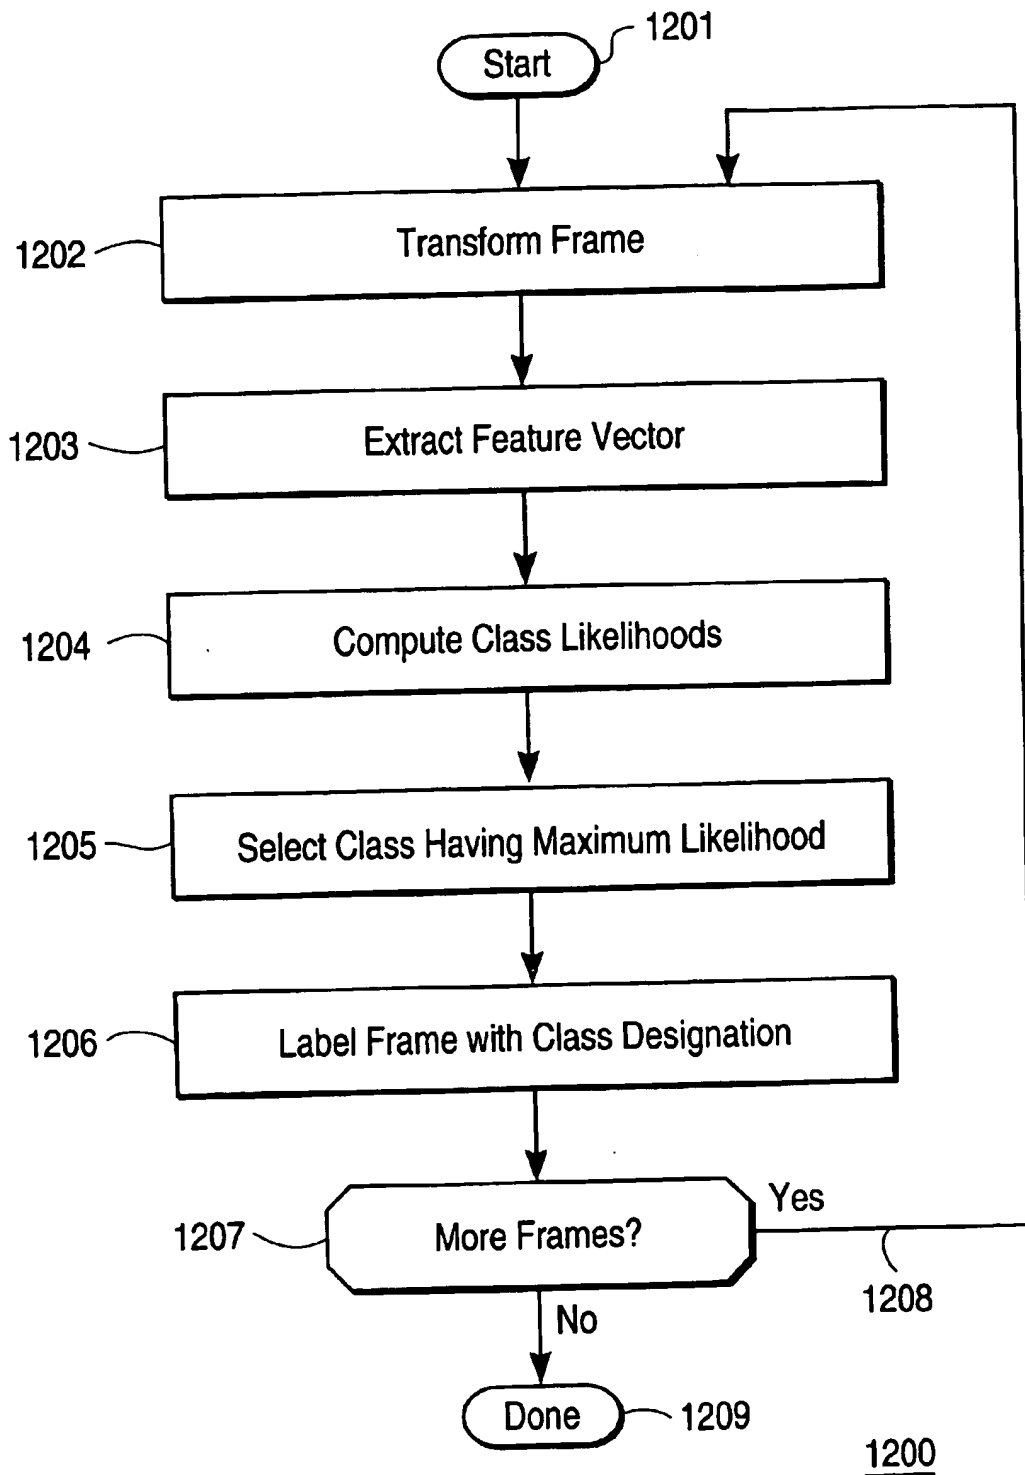 1201
Start
Transform Frame
1202
Extract Feature Vector
1203
Compute Class Likelihoods
1204
Select Class Having Maximum Likelihood
1205
Label Frame with Class Designation
1206
Yes
More Frames?
1207
1208
No
Done
1209
1200